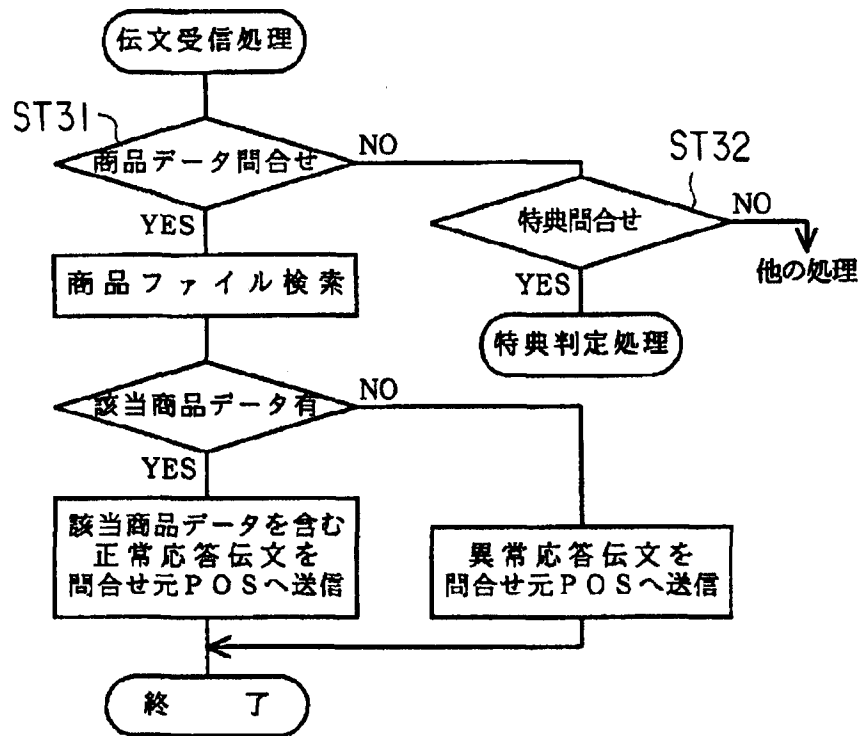 伝文受信処理
ST31
商品データ問合せ
NO
ST32
YES
特典問合せ
NO
商品ファイル検索
YES
他の処理
特典判定処理
該当商品データ有
NO
YES
該当商品データを含む
正常応答伝文を
問合せ元POSへ送信
異常応答伝文を
問合せ元POSへ送信
終 了